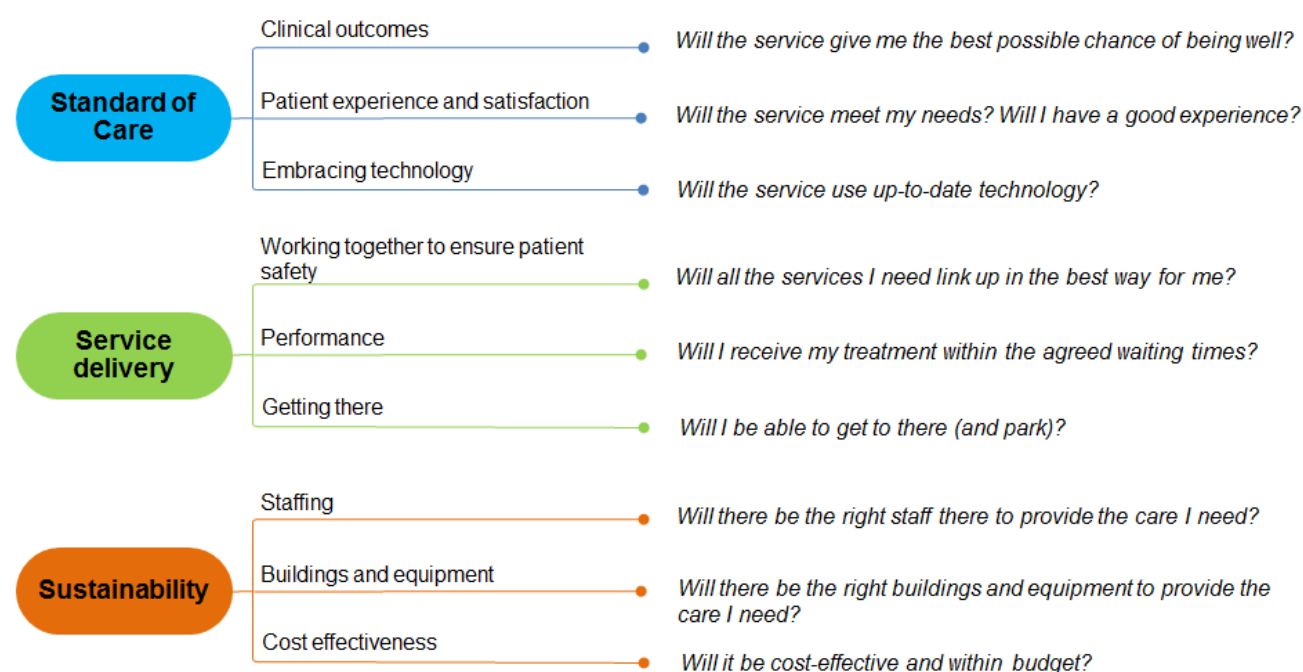 Clinical outcomes
Will the service give me the best possible chance of being well?
Standard of
Care
Patient experience and satisfaction
Will the service meet my needs? Will I have a good experience?
Embracing technology
Will the service use up-to-date technology?
Working together to ensure patient
safety
Will all the services I need link up in the best way for me?
Service
delivery
Performance
Will I receive my treatment within the agreed waiting times?
Getting there
Will I be able to get to there (and park)?
Staffing
Will there be the right staff there to provide the care I need?
Sustainability
Buildings and equipment
Will there be the right buildings and equipment to provide the
care I need?
Cost effectiveness
Will it be cost-effective and within budget?